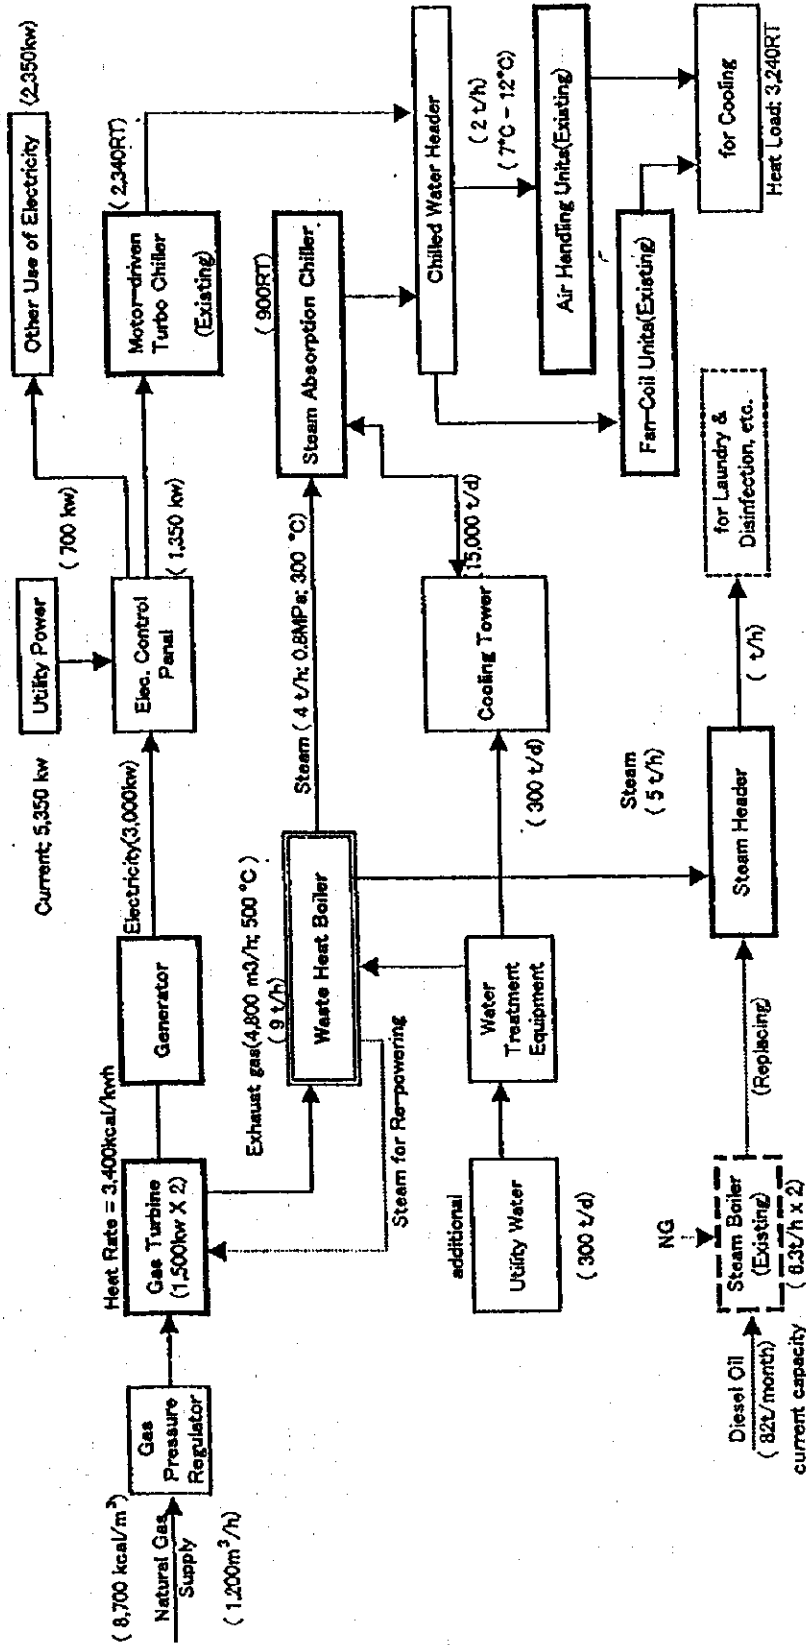 ( 8,700 kcal/m³)
Natural Gas
Supply
( 1,200m³/h)
Gas
Pressure
Regulator
Heat Rate = 3,400kcal/kwh
Gas Turbine
(1,500kw X 2)
Generator
Electricity(3,000kw)
Current; 5,350 kw
Utility Power
Elec. Control
Panal
( 700 kw)
( 1,350 kw)
Other Use of Electricity
(2,350kw)
Motor-driven
Turbo Chiller
(Existing)
( 2,340RT)
Exhaust gas(4,800 m3/h; 500 °C )
( 9 t/h)
Waste Heat Boiler
Steam for Re-powering
Steam ( 4 t/h; 0.8MPa; 300 °C)
Steam Absorption Chiller
( 900RT)
Chilled Water Header
( 2 t/h)
( 7°C - 12°C)
additional
Utility Water
( 300 t/d)
Water
Treatment
Equipment
( 300 t/d)
Cooling Tower
(15,000 t/d)
Air Handling Units(Existing)
Fan-Coil Units(Existing)
for Cooling
Heat Load; 3,240RT
NG
Diesel Oil
( 82t/month)
current capacity
Steam Boiler
(Existing)
( 6.3t/h x 2)
(Replacing)
Steam
( 5 t/h)
Steam Header
( t/h)
for Laundry &
Disinfection, etc.